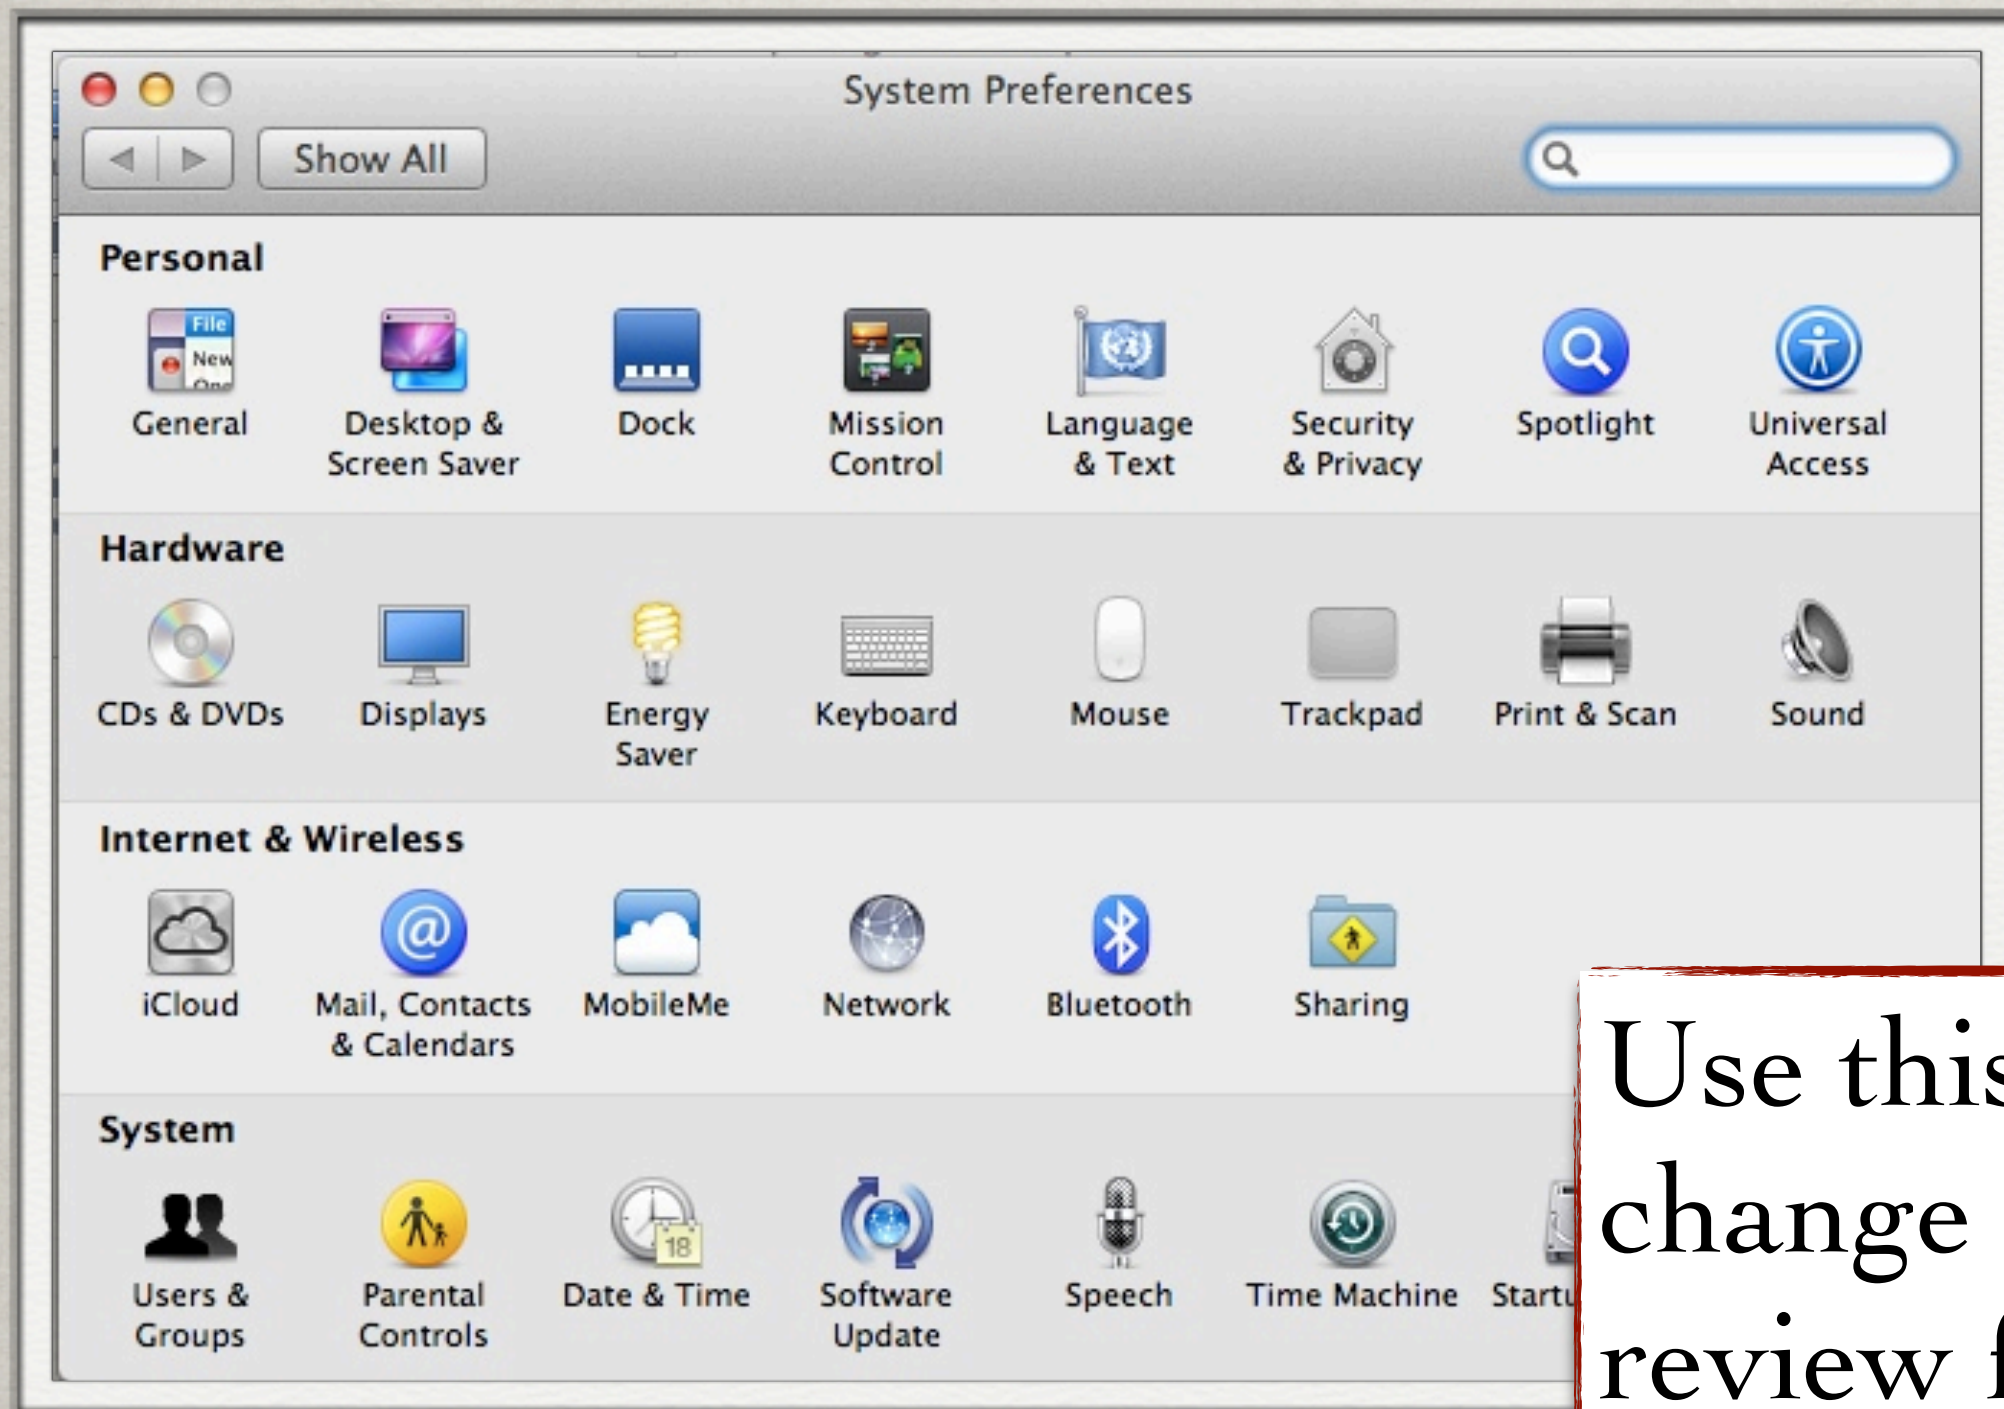 System Preferences
Show All
Personal
File
New
General
Desktop &
Screen Saver
Dock
Mission
Control
Language
& Text
Security
& Privacy
Spotlight
Universal
Access
Hardware
CDs & DVDs
Displays
Energy
Saver
Keyboard
Mouse
Trackpad
Print & Scan
Sound
Internet & Wireless
@
iCloud
Mail, Contacts
& Calendars
MobileMe
Network
Bluetooth
Sharing
System
18
Users &
Groups
Parental
Controls
Date & Time
Software
Update
Speech
Time Machine
Use this
change
review